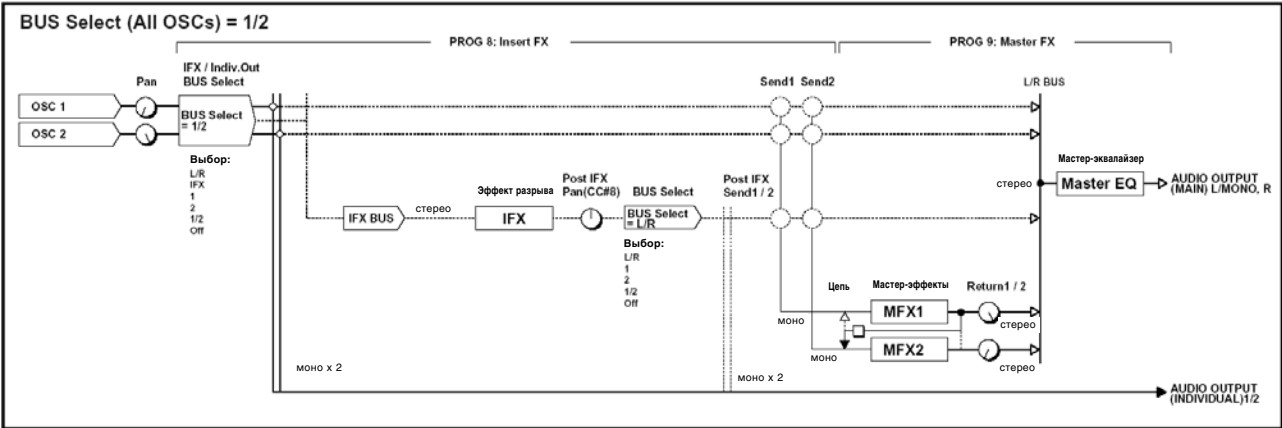 BUS Select (All OSCs) = 1/2
PROG 8: Insert FX
PROG 9: Master FX
Pan
IFX / Indiv.Out
BUS Select
Send1 Send2
L/R BUS
OSC 1
OSC 2
BUS Select
= 1/2
Выбор:
L/R
IFX
1
2
1/2
Off
IFX BUS
стерео
Эффект разрыва
IFX
Post IFX
Pan(CC#8)
BUS Select
BUS Select
= L/R
Выбор:
L/R
1
2
1/2
Off
Post IFX
Send1 / 2
стерео
Мастер-эквалайзер
Master EQ
AUDIO OUTPUT
(MAIN) L/MONO, R
Цепь
Мастер-эффекты
Return1 / 2
моно
MFX1
стерео
моно
MFX2
стерео
моно x 2
моно x 2
AUDIO OUTPUT
(INDIVIDUAL)1/2